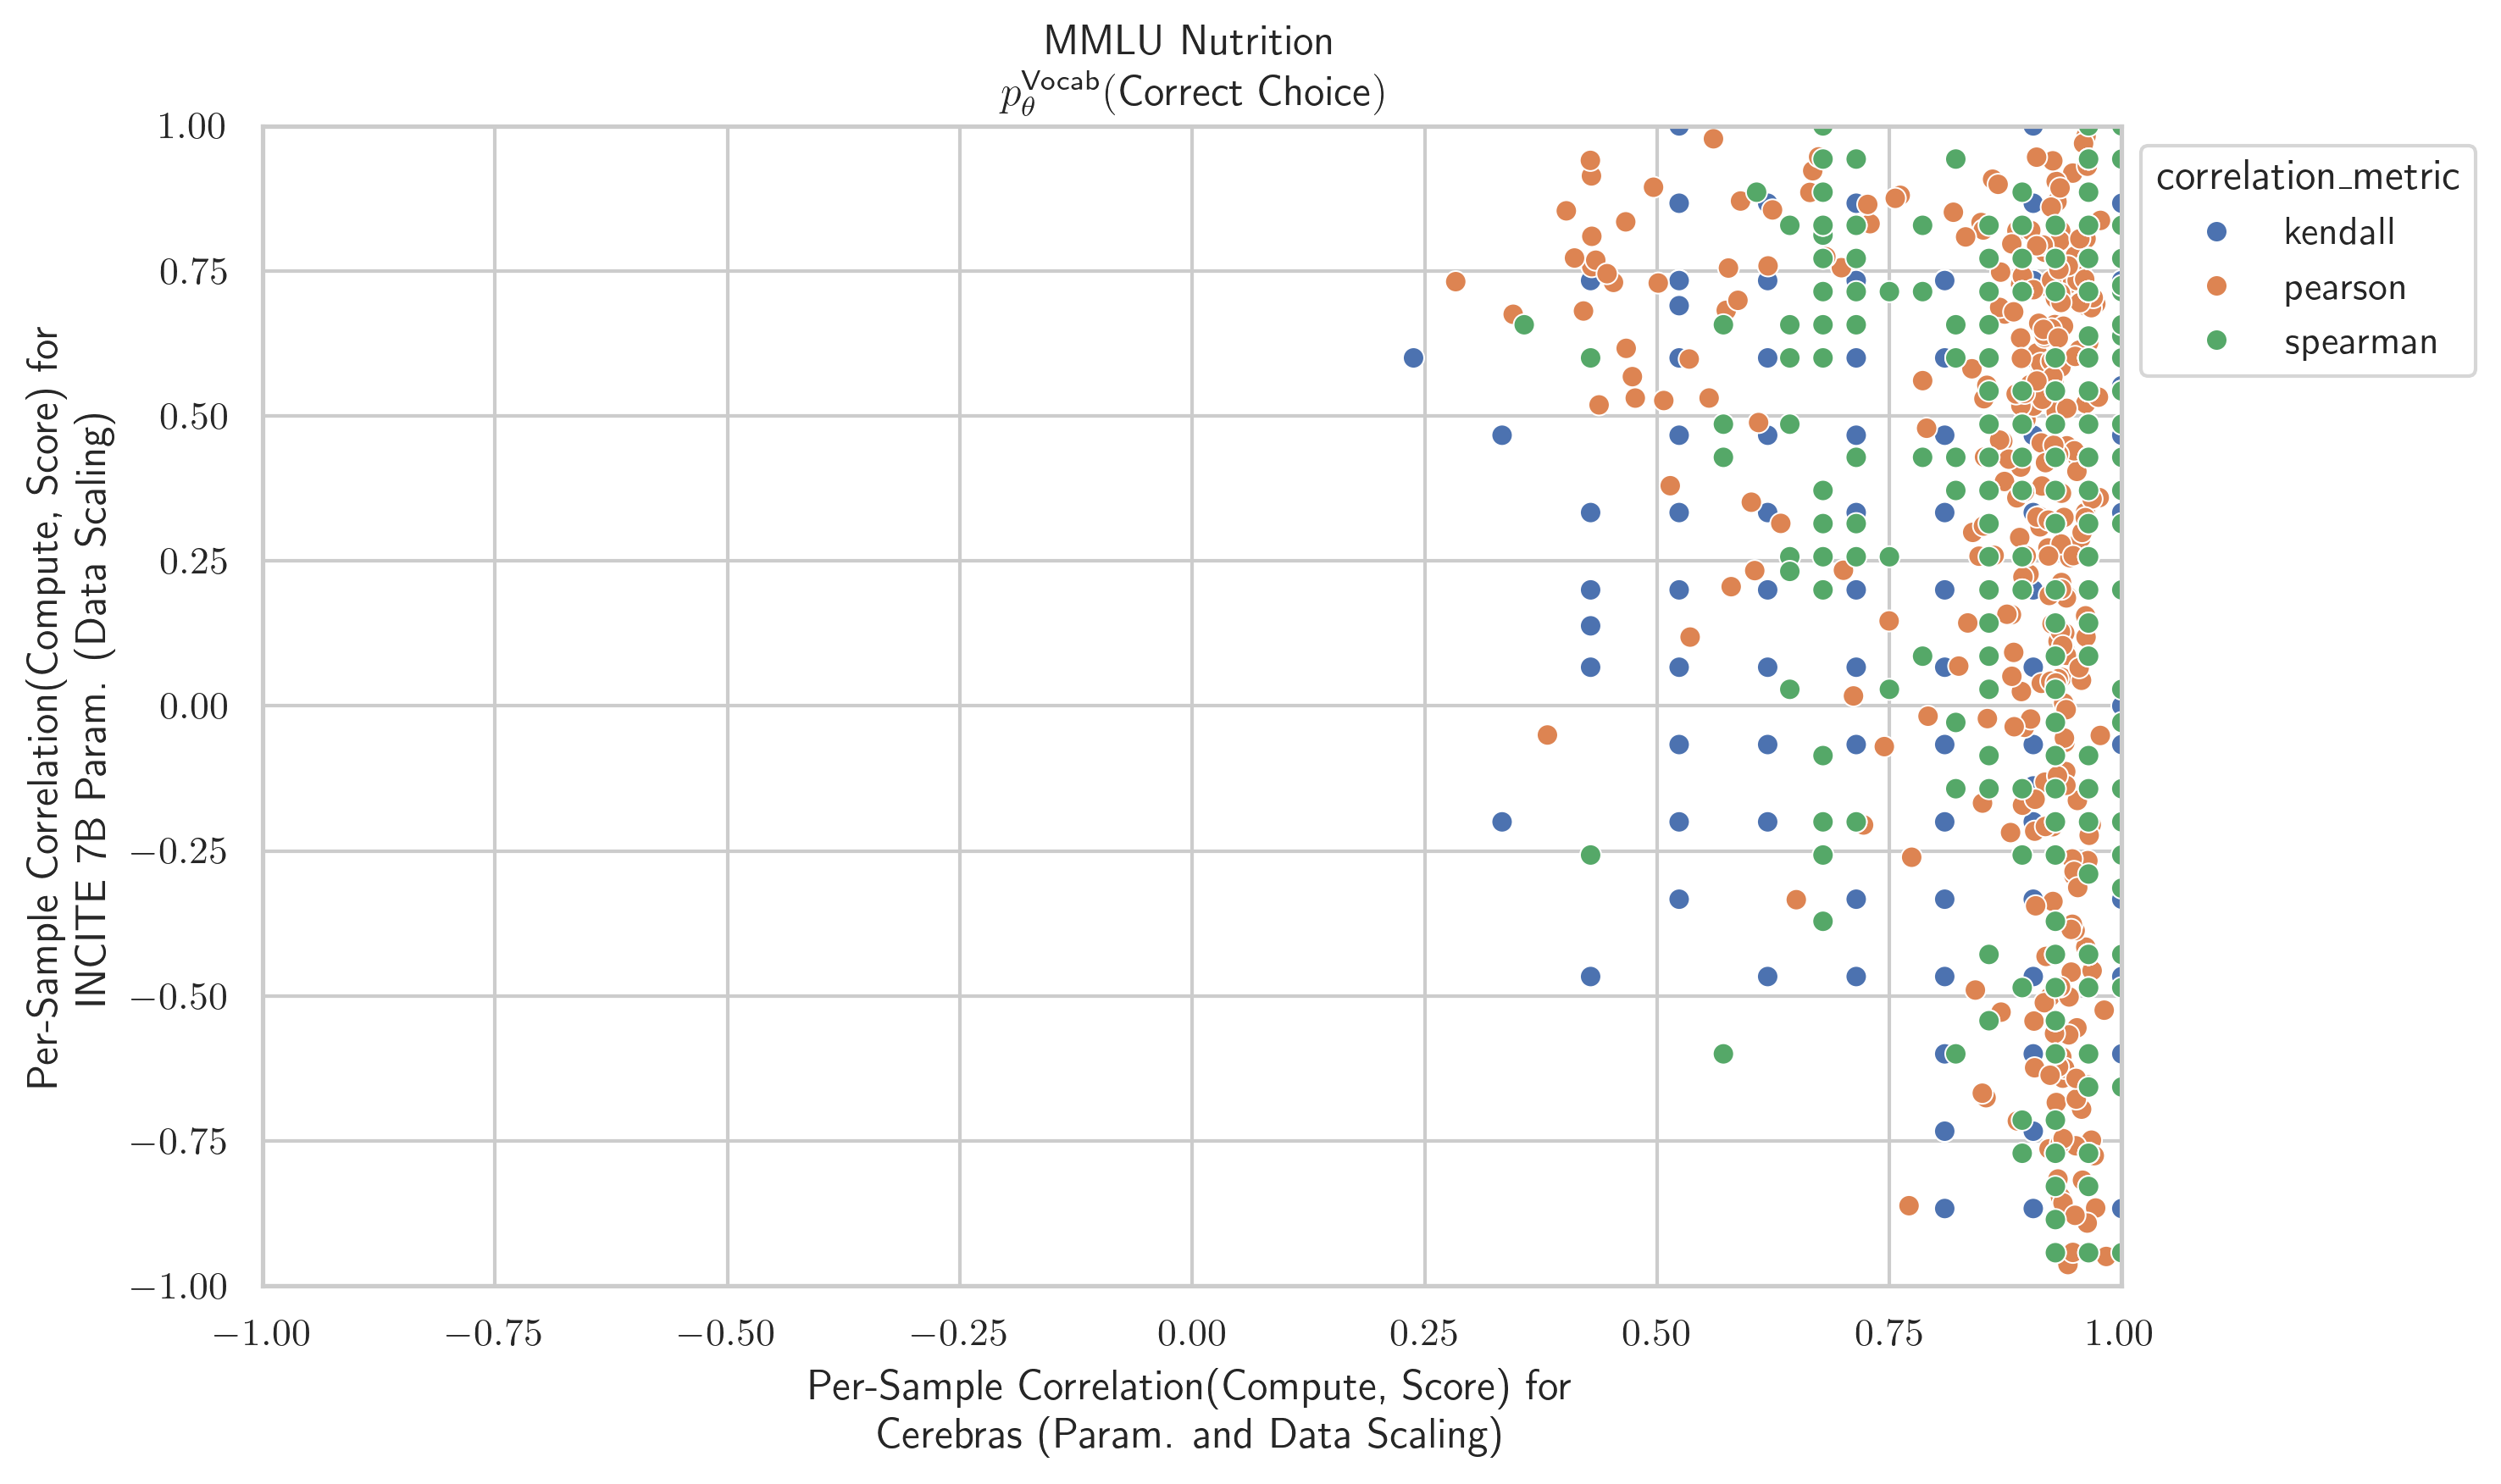 MMLU Nutrition
p_θ^Vocab(Correct Choice)
Per-Sample Correlation(Compute, Score) for
INCITE 7B Param. (Data Scaling)
1.00
0.75
0.50
0.25
0.00
−0.25
−0.50
−0.75
−1.00
−1.00 −0.75 −0.50 −0.25 0.00 0.25 0.50 0.75 1.00
Per-Sample Correlation(Compute, Score) for
Cerebras (Param. and Data Scaling)
correlation_metric
kendall
pearson
spearman